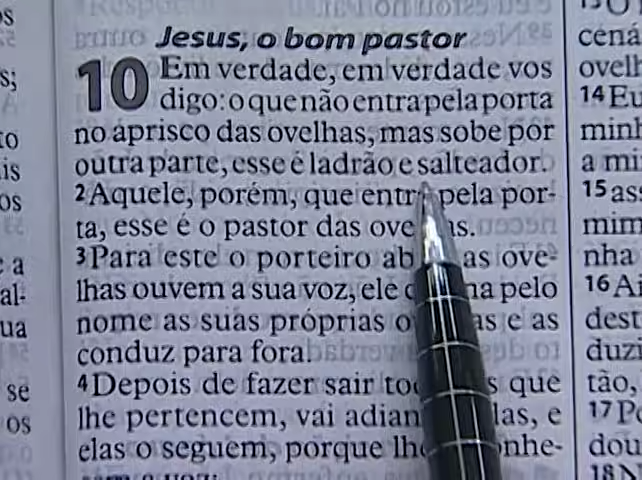 Jesus, o bom pastor
10 Em verdade, em verdade vos
digo: o que não entra pela porta
no aprisco das ovelhas, mas sobe por
outra parte, esse é ladrão e salteador.
2 Aquele, porém, que entra pela por-
ta, esse é o pastor das ovelhas.
3 Para este o porteiro abre, as ove-
lhas ouvem a sua voz, ele chama pelo
nome as suas próprias ovelhas e as
conduz para fora.
4 Depois de fazer sair todas as que
lhe pertencem, vai adiante delas, e
elas o seguem, porque lhe conhe-
cená
ovelh
14 Eu
minh
a mi
15 as
mim
nha
16 Ai
dest
duzi
tão,
17 P
dou
18 N